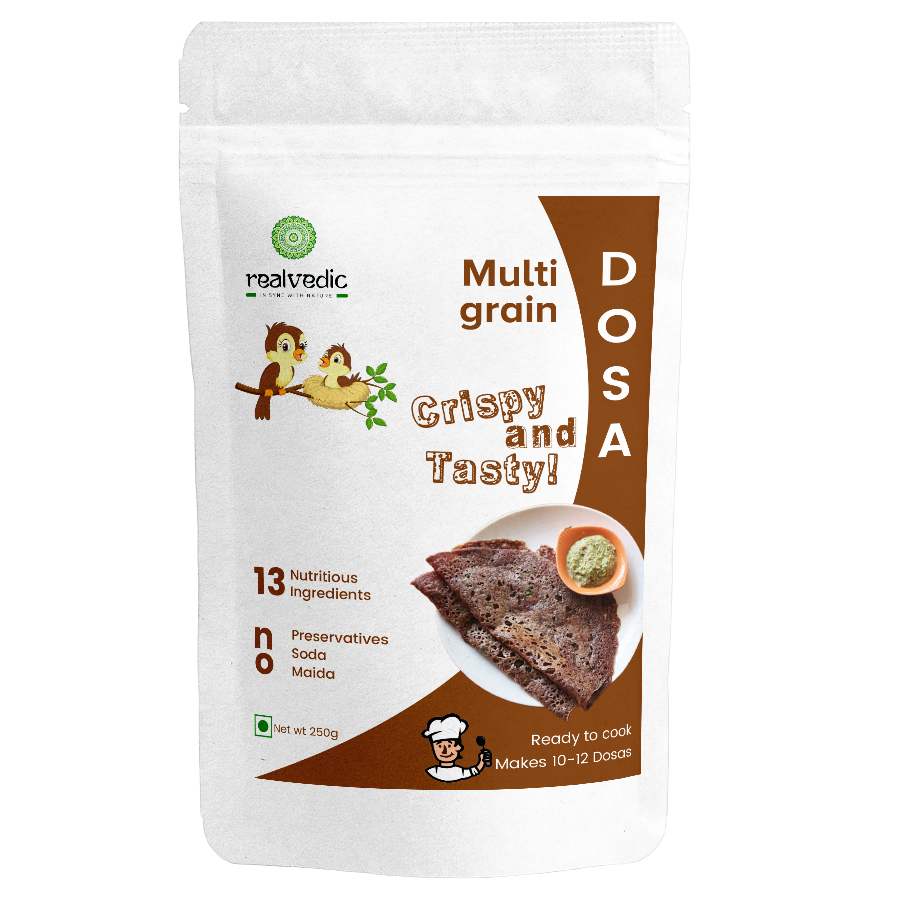 realvedic
IN SYNC WITH NATURE
Multi
grain
DOSA
Crispy
and
Tasty!
13 Nutritious
Ingredients
no Preservatives
Soda
Maida
Net wt 250g
Ready to cook
Makes 10-12 Dosas